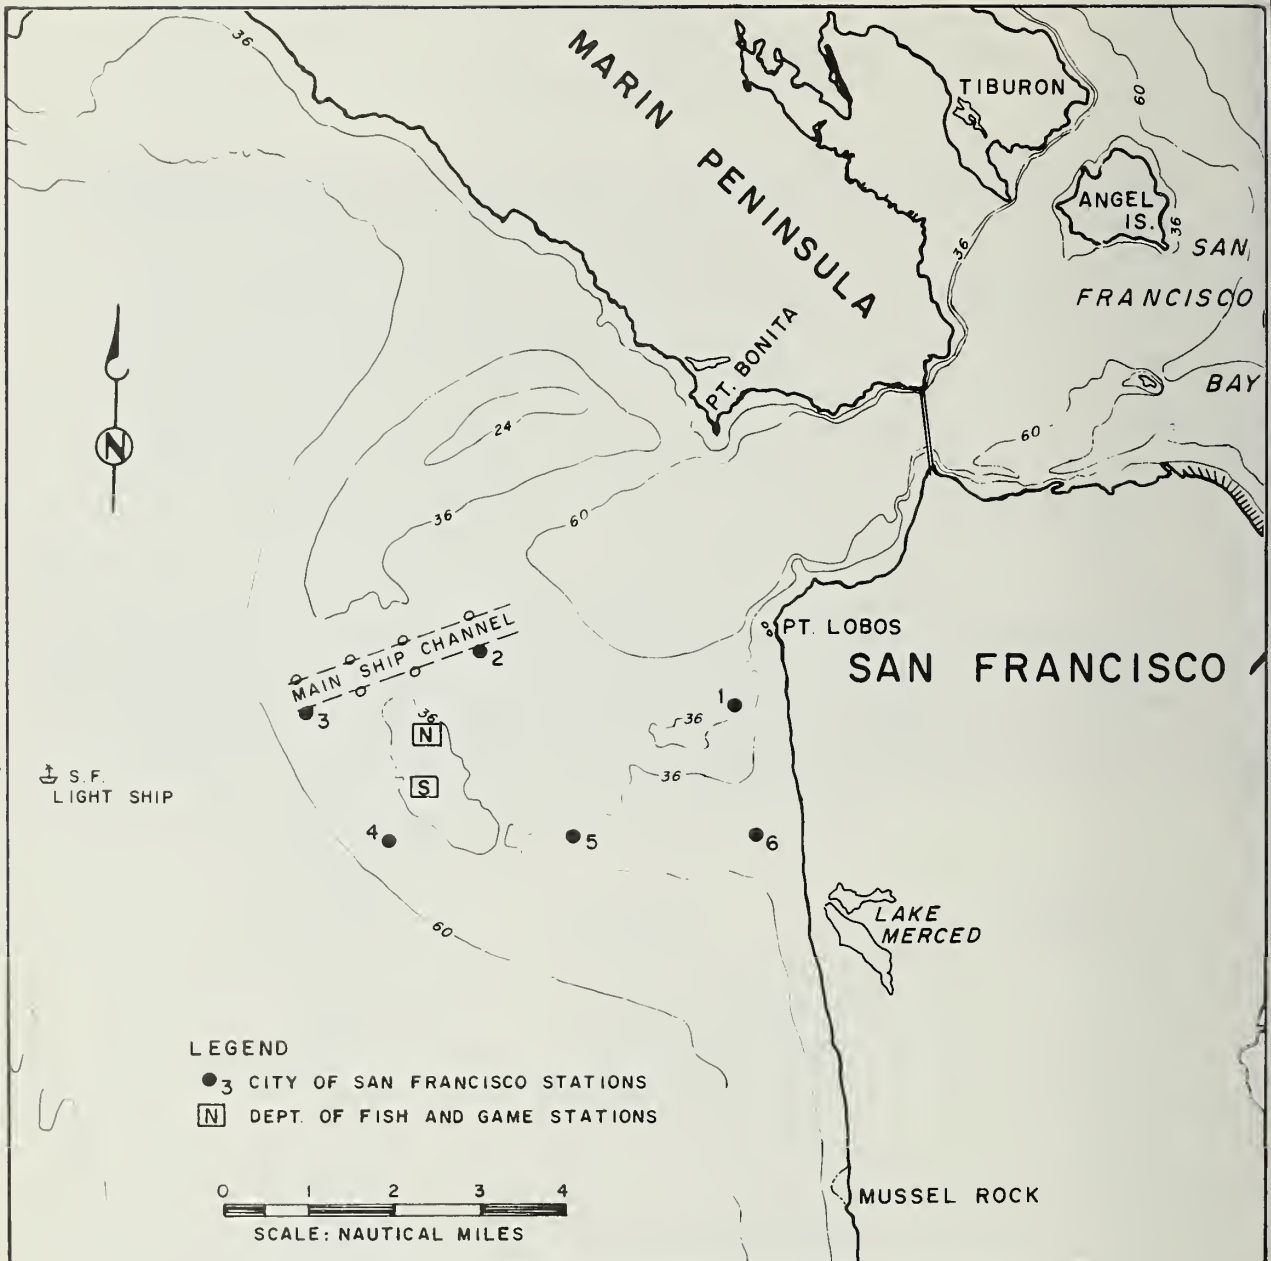 36
MARIN
PENINSULA
TIBURON
60
ANGEL
IS.
36
36
SAN
FRANCISCO
BAY
PT. BONITA
24
60
36
60
N
PT. LOBOS
SAN FRANCISCO
MAIN SHIP CHANNEL
2
3
1
36
36
N
S
36
S.F.
LIGHT SHIP
4
5
6
LAKE
MERCED
60
LEGEND
3 CITY OF SAN FRANCISCO STATIONS
N DEPT. OF FISH AND GAME STATIONS
0 1 2 3 4
SCALE: NAUTICAL MILES
MUSSEL ROCK